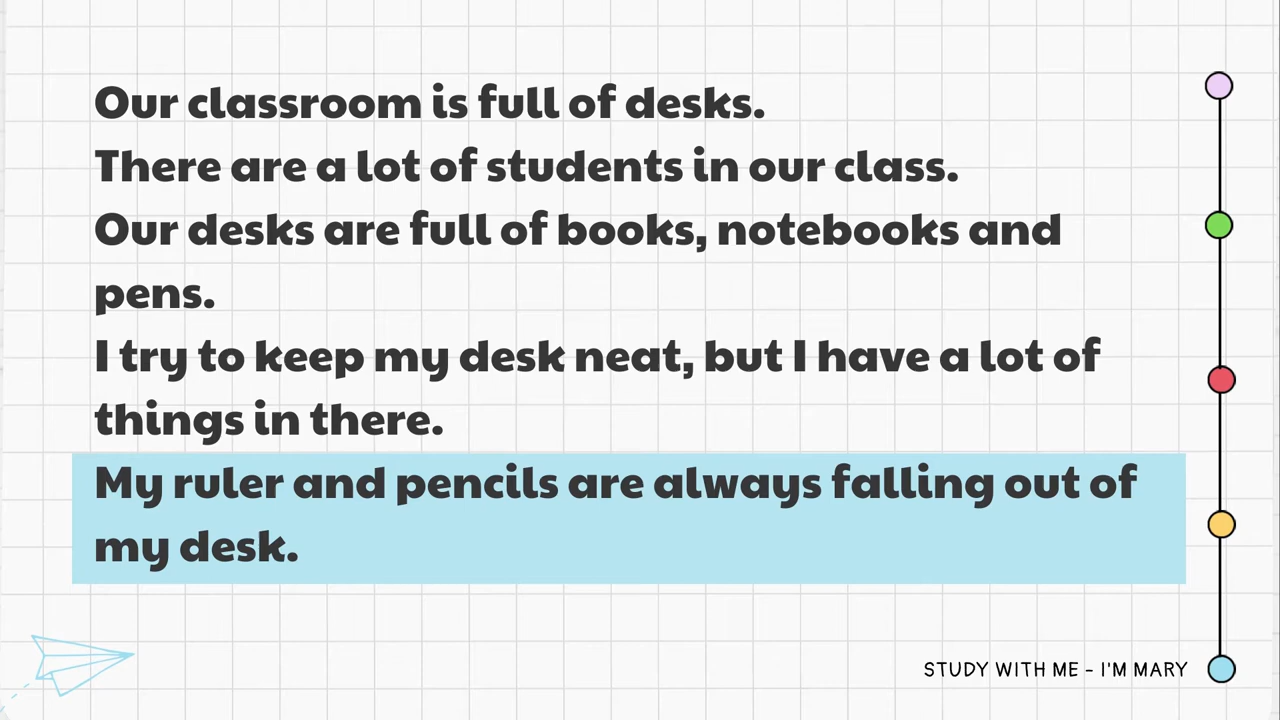 Our classroom is full of desks.
There are a lot of students in our class.
Our desks are full of books, notebooks and
pens.
I try to keep my desk neat, but I have a lot of
things in there.
My ruler and pencils are always falling out of
my desk.
STUDY WITH ME - I'M MARY